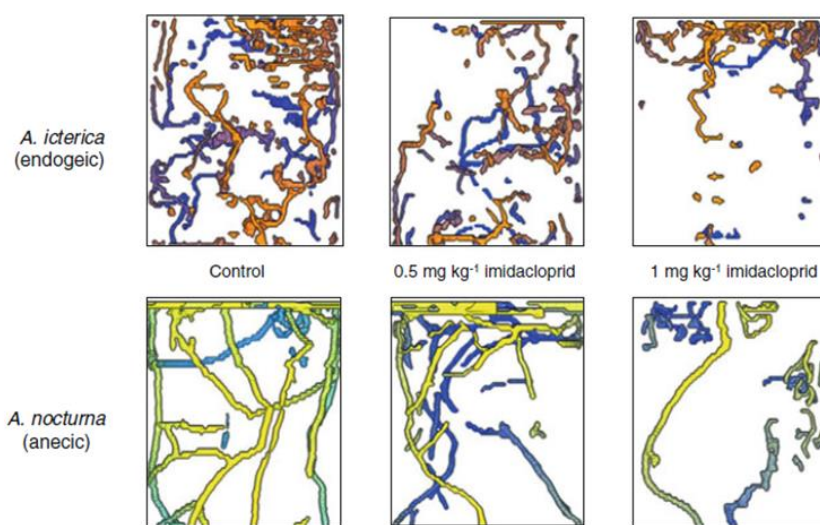 A. icterica
(endogeic)
Control
0.5 mg kg⁻¹ imidacloprid
1 mg kg⁻¹ imidacloprid
A. nocturna
(anecic)